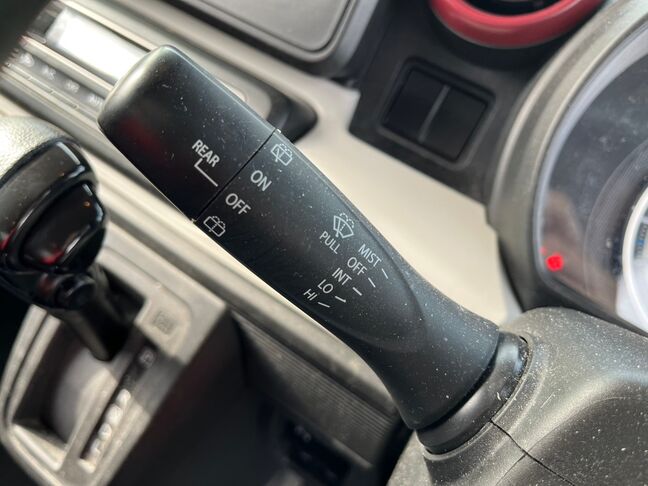 REAR
ON
OFF
PULL
MIST
OFF
INT
LO
HI